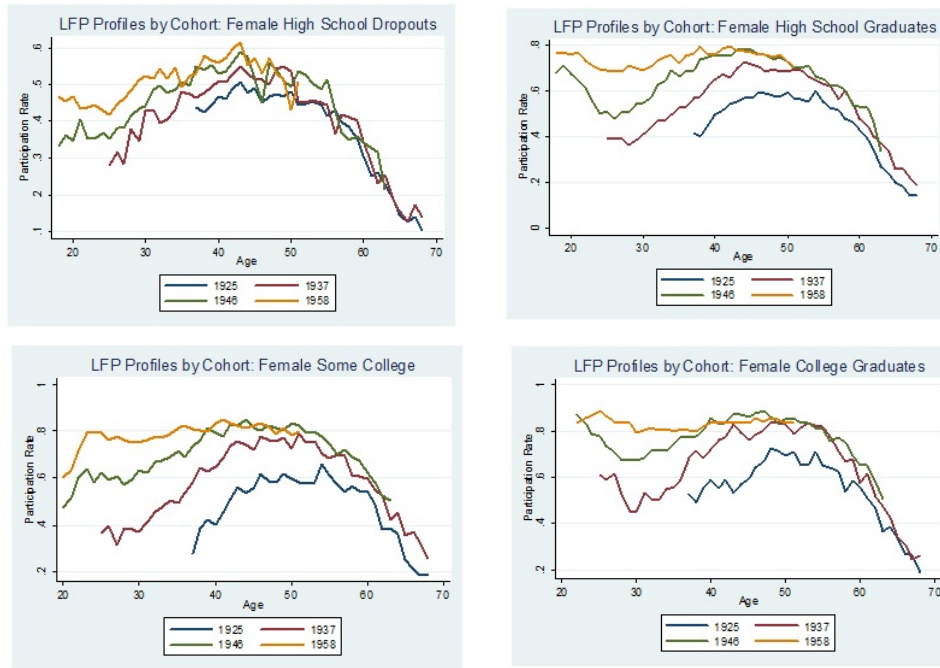 LFP Profiles by Cohort: Female High School Dropouts
Participation Rate
.6
.5
.4
.3
.2
.1
20 30 40 50 60 70
Age
1925 1937
1946 1958
LFP Profiles by Cohort: Female High School Graduates
Participation Rate
.8
.6
.4
.2
0
20 30 40 50 60 70
Age
1925 1937
1946 1958
LFP Profiles by Cohort: Female Some College
Participation Rate
1
.8
.6
.4
.2
20 30 40 50 60 70
Age
1925 1937
1946 1958
LFP Profiles by Cohort: Female College Graduates
Participation Rate
1
.8
.6
.4
.2
0
20 30 40 50 60 70
Age
1925 1937
1946 1958